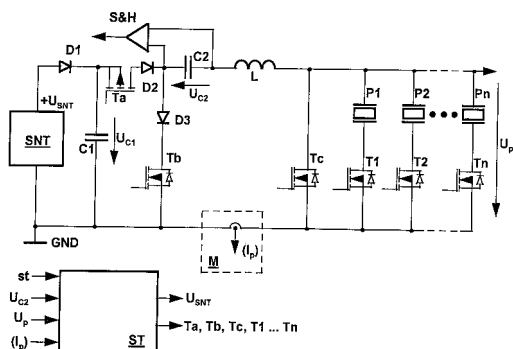 S&H
D1
D2
C2
L
Ta
U_C2
P1
P2
Pn
+U_SNT
D3
SNT
C1
U_C1
U_p
Tb
Tc
T1
T2
Tn
GND
M
(I_p)
st
U_C2
U_p
(I_p)
U_SNT
Ta, Tb, Tc, T1 ... Tn
ST